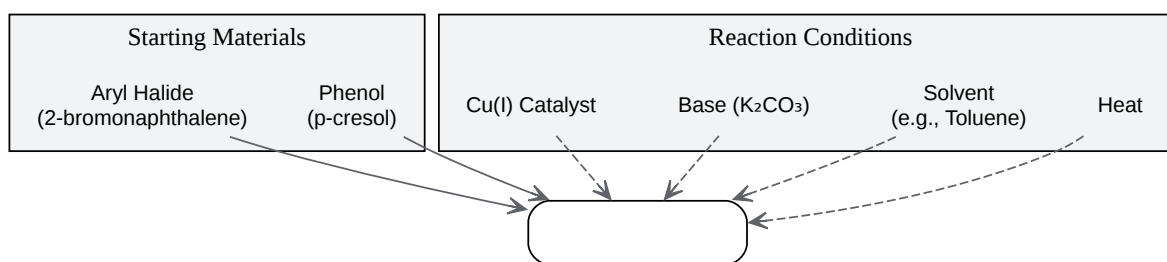 Starting Materials
Reaction Conditions
Aryl Halide
(2-bromonaphthalene)
Phenol
(p-cresol)
Cu(I) Catalyst
Base (K₂CO₃)
Solvent
(e.g., Toluene)
Heat